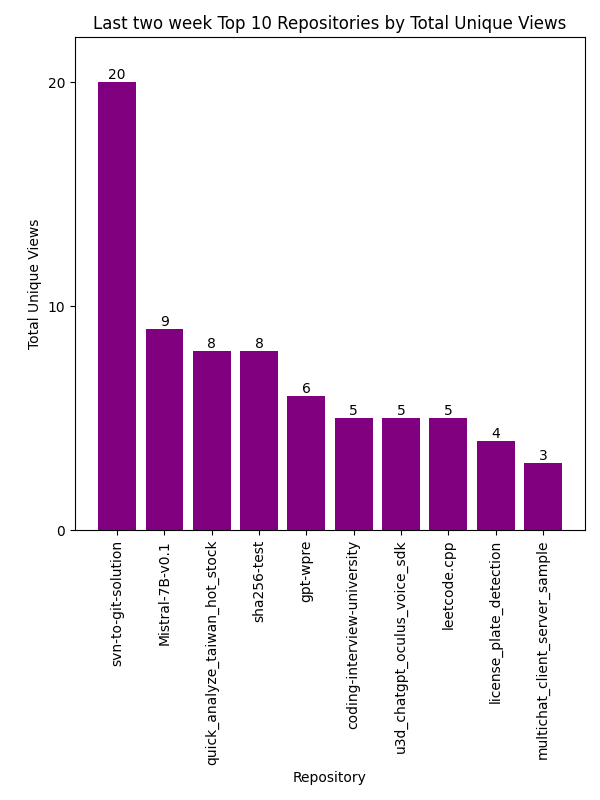 Last two week Top 10 Repositories by Total Unique Views
Total Unique Views
20
10
0
20
9
8
8
6
5
5
5
4
3
svn-to-git-solution
Mistral-7B-v0.1
quick_analyze_taiwan_hot_stock
sha256-test
gpt-wpre
coding-interview-university
u3d_chatgpt_oculus_voice_sdk
leetcode.cpp
license_plate_detection
multichat_client_server_sample
Repository